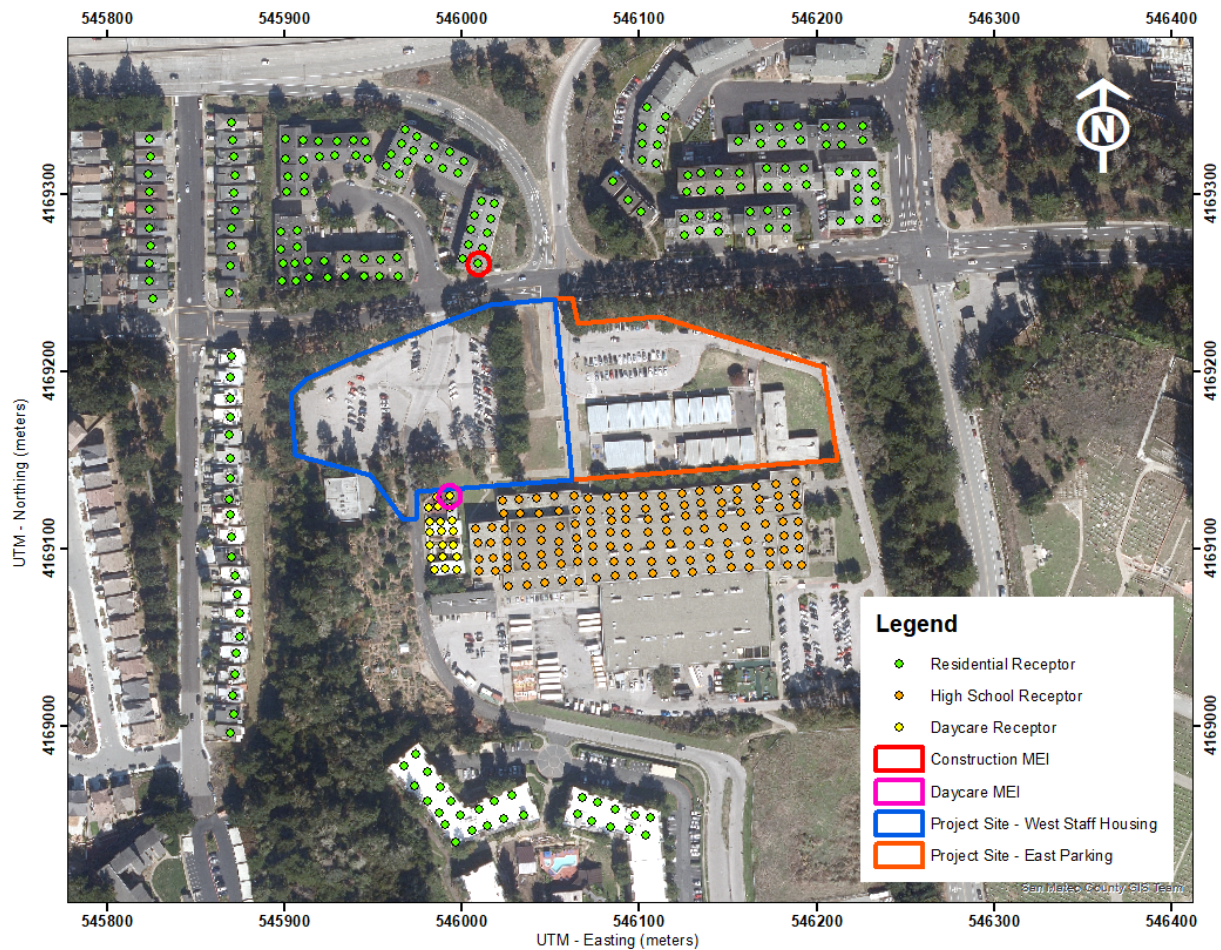 545800 545900 546000 546100 546200 546300 546400
N
4169300 4169300
4169200 4169200
4169100 4169100
4169000 4169000
UTM - Northing (meters)
Legend
Residential Receptor
High School Receptor
Daycare Receptor
Construction MEI
Daycare MEI
Project Site - West Staff Housing
Project Site - East Parking
San Mateo County GIS Team
545800 545900 546000 546100 546200 546300 546400
UTM - Easting (meters)